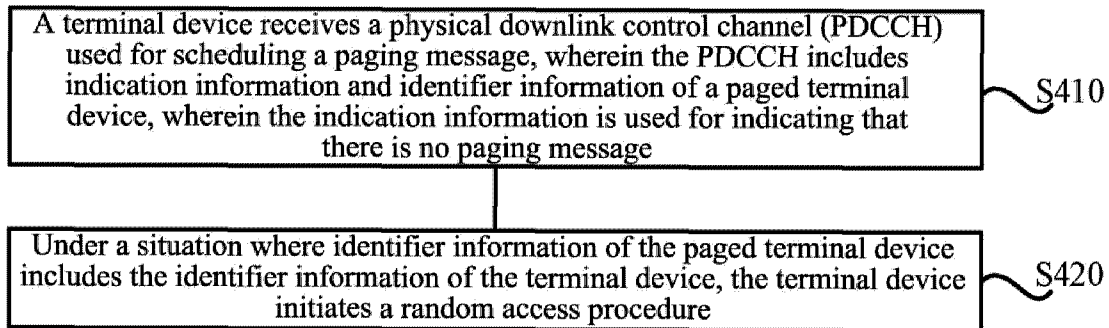 A terminal device receives a physical downlink control channel (PDCCH)
used for scheduling a paging message, wherein the PDCCH includes
indication information and identifier information of a paged terminal
device, wherein the indication information is used for indicating that
there is no paging message
S410
Under a situation where identifier information of the paged terminal device
includes the identifier information of the terminal device, the terminal device
initiates a random access procedure
S420